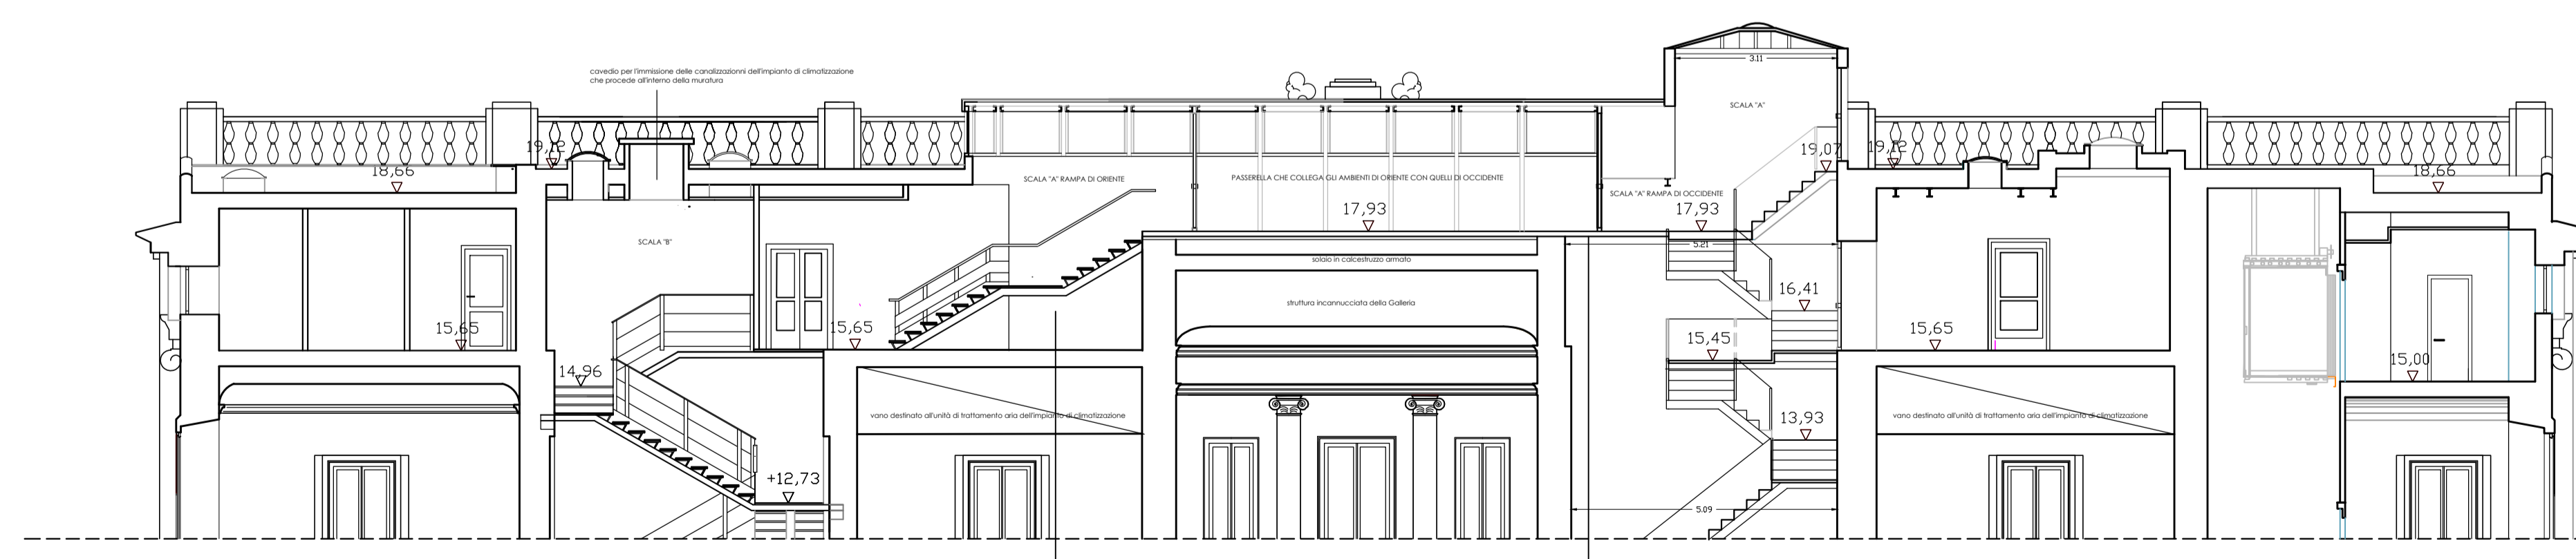 3.11
cavedio per l'immissione delle canalizzazionni dell'impianto di climatizzazione
che procede all'interno della muratura
SCALA "A"
19,12
19,07
19,12
18,66
18,66
SCALA "A" RAMPA DI ORIENTE
PASSERELLA CHE COLLEGA GLI AMBIENTI DI ORIENTE CON QUELLI DI OCCIDENTE
SCALA "A" RAMPA DI OCCIDENTE
17,93
17,93
SCALA "B"
5.21
solaio in calcestruzzo armato
16,41
struttura incannucciata della Galleria
15,65
15,65
15,45
15,65
15,00
14,96
vano destinato all'unità di trattamento aria dell'impianto di climatizzazione
vano destinato all'unità di trattamento aria dell'impianto di climatizzazione
13,93
+12,73
5.09